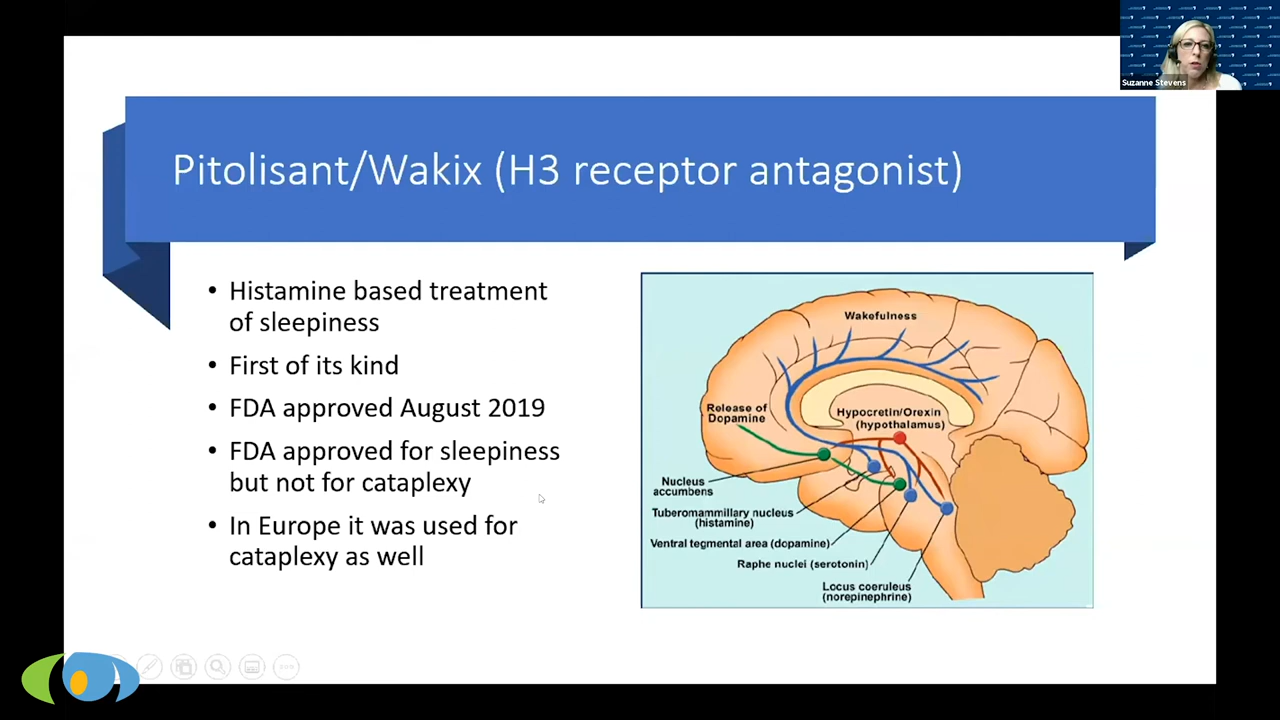 Suzanne Stevens
Pitolisant/Wakix (H3 receptor antagonist)
• Histamine based treatment
of sleepiness
• First of its kind
• FDA approved August 2019
• FDA approved for sleepiness
but not for cataplexy
• In Europe it was used for
cataplexy as well
Wakefulness
Release of
Dopamine
Hypocretin/Orexin
(hypothalamus)
Nucleus
accumbens
Tuberomammillary nucleus
(histamine)
Ventral tegmental area (dopamine)
Raphe nuclei (serotonin)
Locus coeruleus
(norepinephrine)